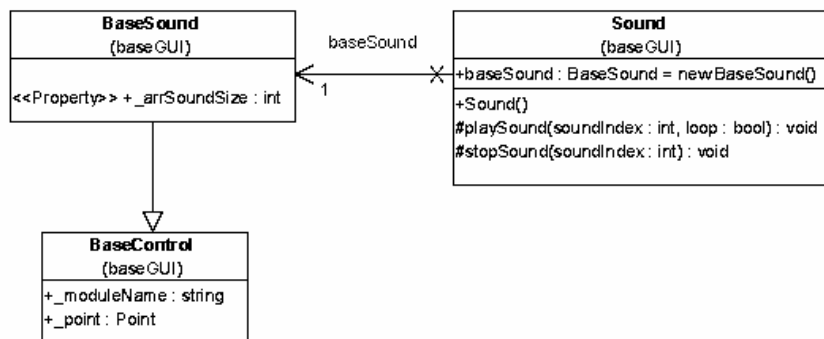 BaseSound
(baseGUI)
<<Property>> +_arrSoundSize : int
baseSound
1
Sound
(baseGUI)
+baseSound : BaseSound = newBaseSound()
+Sound()
#playSound(soundIndex : int, loop : bool) : void
#stopSound(soundIndex : int) : void
BaseControl
(baseGUI)
+_moduleName : string
+_point : Point